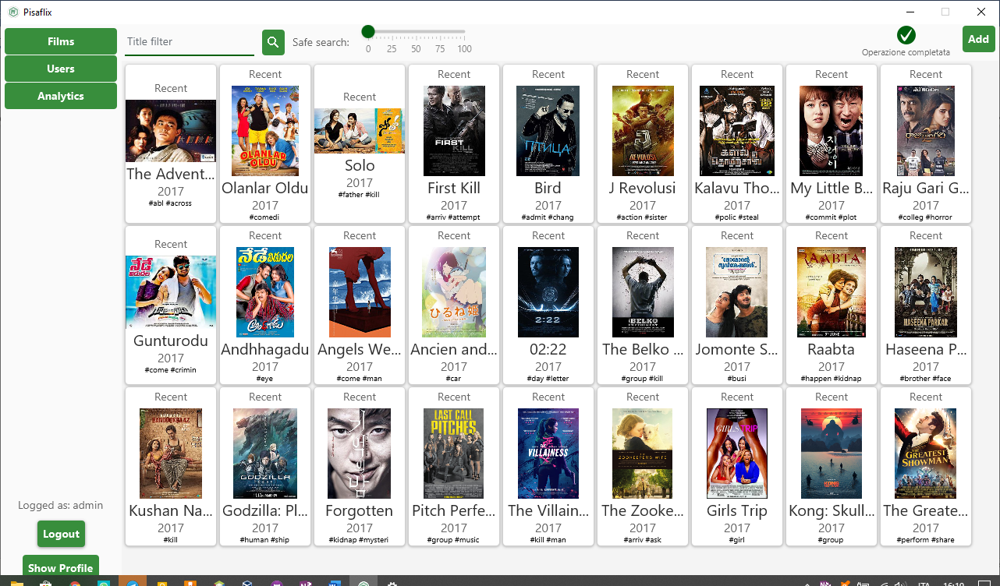 Pisaflix
Films
Users
Analytics
Title filter
Safe search:
0 25 50 75 100
Operazione completata
Add
Recent
The Advent...
2017
#abl #across
Recent
OLANLAR OLDU
Olanlar Oldu
2017
#comedi
Recent
Solo
2017
#father #kill
Recent
FIRST KILL
First Kill
2017
#arriv #attempt
Recent
ПТИЦА
Bird
2017
#admit #chang
Recent
REVOLUSI
J Revolusi
2017
#action #sister
Recent
Kalavu Tho...
2017
#polic #steal
Recent
My Little B...
2017
#commit #plot
Recent
Raju Gari G...
2017
#colleg #horror
Recent
Gunturodu
2017
#come #crimin
Recent
Andhhagadu
2017
#eye
Recent
Angels We...
2017
#come #man
Recent
ひるね姫
Ancien and...
2017
#car
Recent
2:22
02:22
2017
#day #letter
Recent
BELKO
The Belko ...
2017
#group #kill
Recent
Jomonte S...
2017
#busi
Recent
RAABTA
Raabta
2017
#happen #kidnap
Recent
HASEENA PARKAR
Haseena P...
2017
#brother #face
Recent
Kushan Na...
2017
#kill
Recent
GODZILLA
Godzilla: Pl...
2017
#human #ship
Recent
Forgotten
2017
#kidnap #mysteri
Recent
LAST CALL
PITCHES
Pitch Perfe...
2017
#group #music
Recent
THE
VILLAINESS
The Villain...
2017
#kill #man
Recent
THE
ZOOKEEPER'S WIFE
The Zooke...
2017
#arriv #ask
Recent
GIRLS TRIP
Girls Trip
2017
#girl
Recent
KONG
Kong: Skull...
2017
#group
Recent
THE
GREATEST
SHOWMAN
The Greate...
2017
#perform #share
Logged as: admin
Logout
Show Profile
ITA
16:10